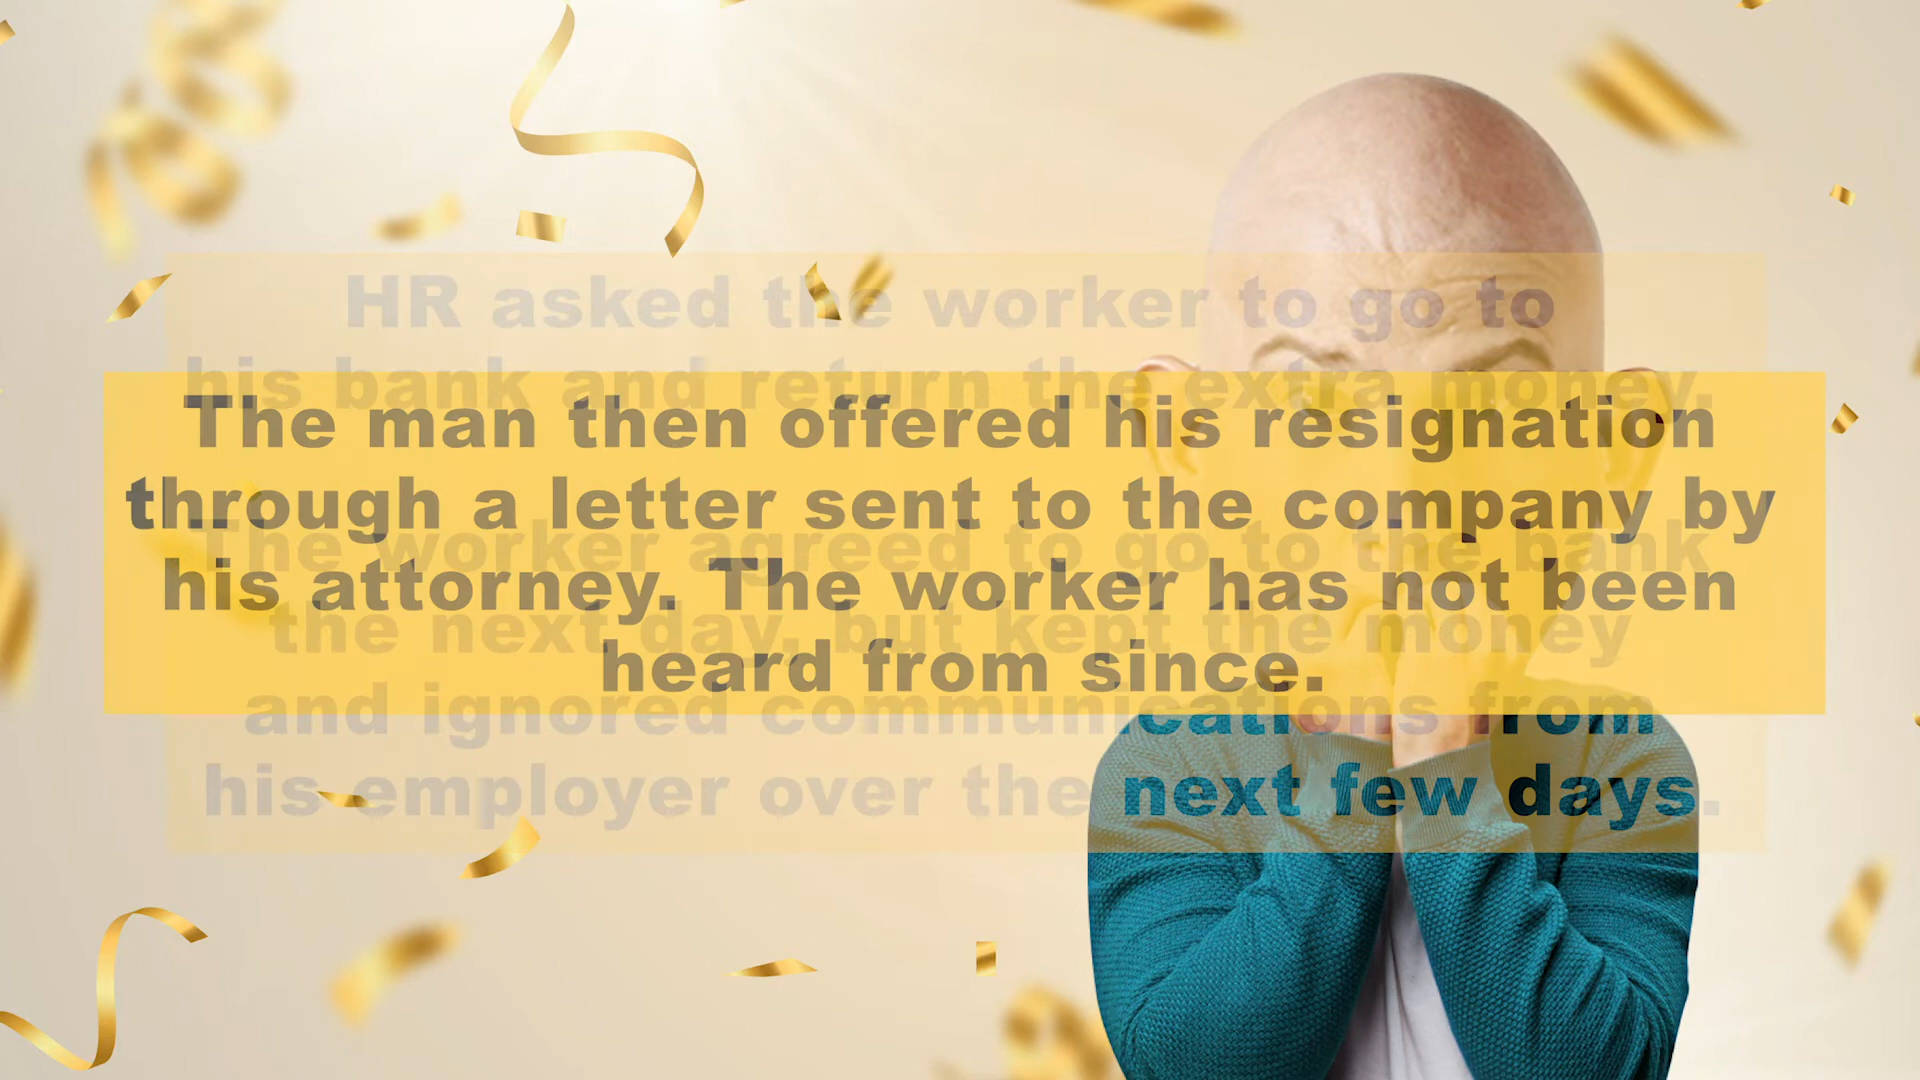 HR asked the worker to go to
his bank and return the extra money.
The man then offered his resignation
through a letter sent to the company by
his attorney. The worker has not been
heard from since.
The worker agreed to go to the bank
the next day, but kept the money
and ignored communications from
his employer over the next few days.